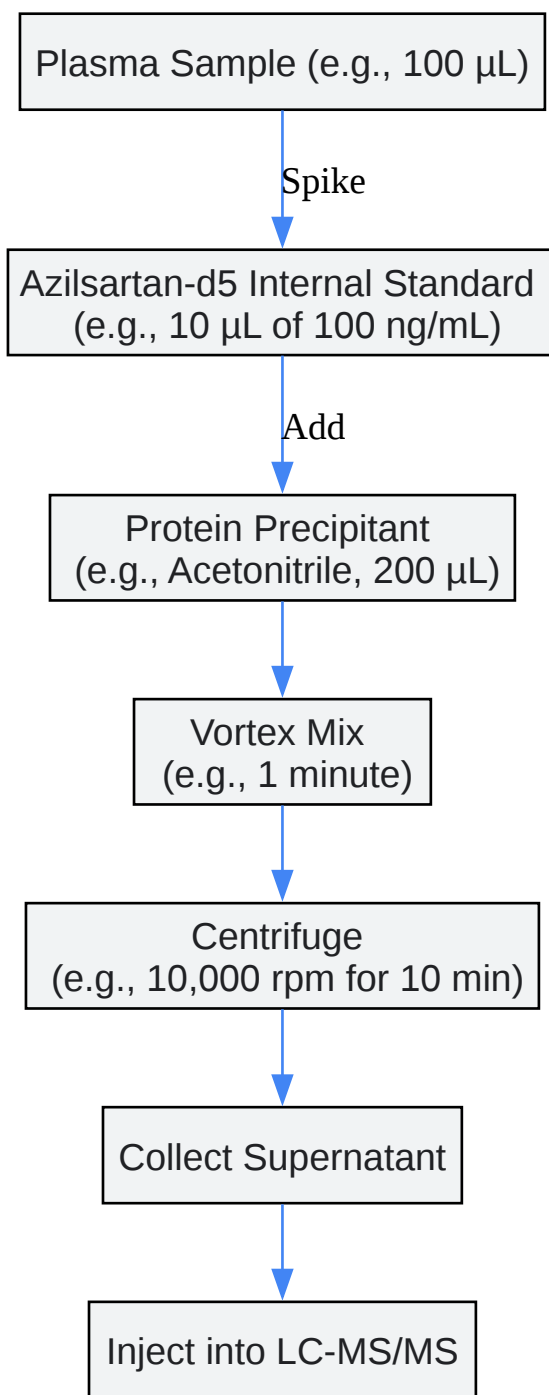 Plasma Sample (e.g., 100 µL)
Spike
Azilsartan-d5 Internal Standard
(e.g., 10 µL of 100 ng/mL)
Add
Protein Precipitant
(e.g., Acetonitrile, 200 µL)
Vortex Mix
(e.g., 1 minute)
Centrifuge
(e.g., 10,000 rpm for 10 min)
Collect Supernatant
Inject into LC-MS/MS